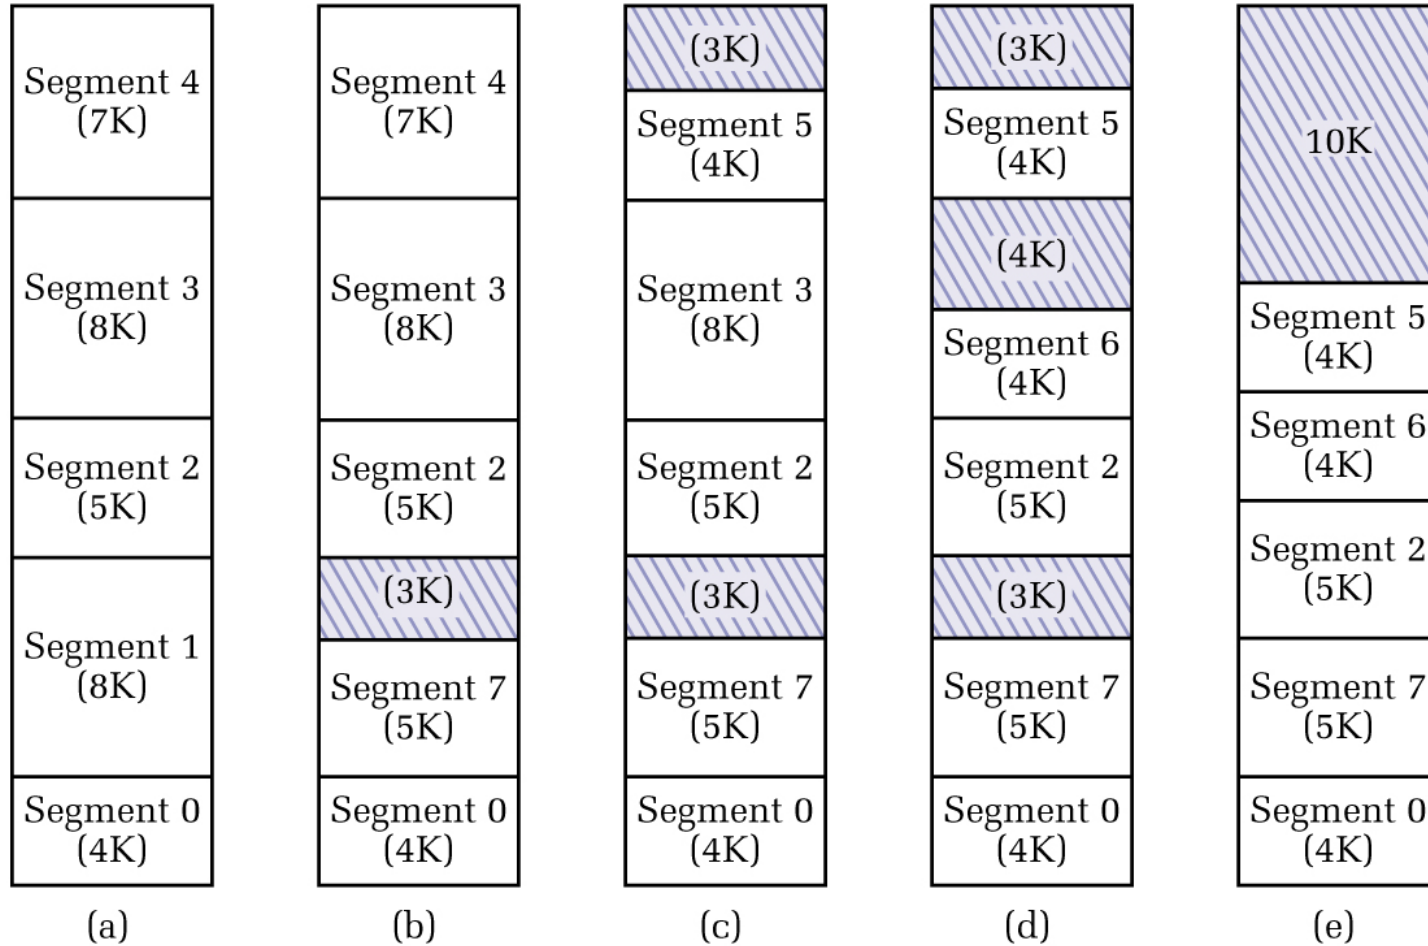 Segment 4
(7K)
Segment 3
(8K)
Segment 2
(5K)
Segment 1
(8K)
Segment 0
(4K)
(a)
Segment 4
(7K)
Segment 3
(8K)
Segment 2
(5K)
(3K)
Segment 7
(5K)
Segment 0
(4K)
(b)
(3K)
Segment 5
(4K)
Segment 3
(8K)
Segment 2
(5K)
(3K)
Segment 7
(5K)
Segment 0
(4K)
(c)
(3K)
Segment 5
(4K)
(4K)
Segment 6
(4K)
Segment 2
(5K)
(3K)
Segment 7
(5K)
Segment 0
(4K)
(d)
10K
Segment 5
(4K)
Segment 6
(4K)
Segment 2
(5K)
Segment 7
(5K)
Segment 0
(4K)
(e)